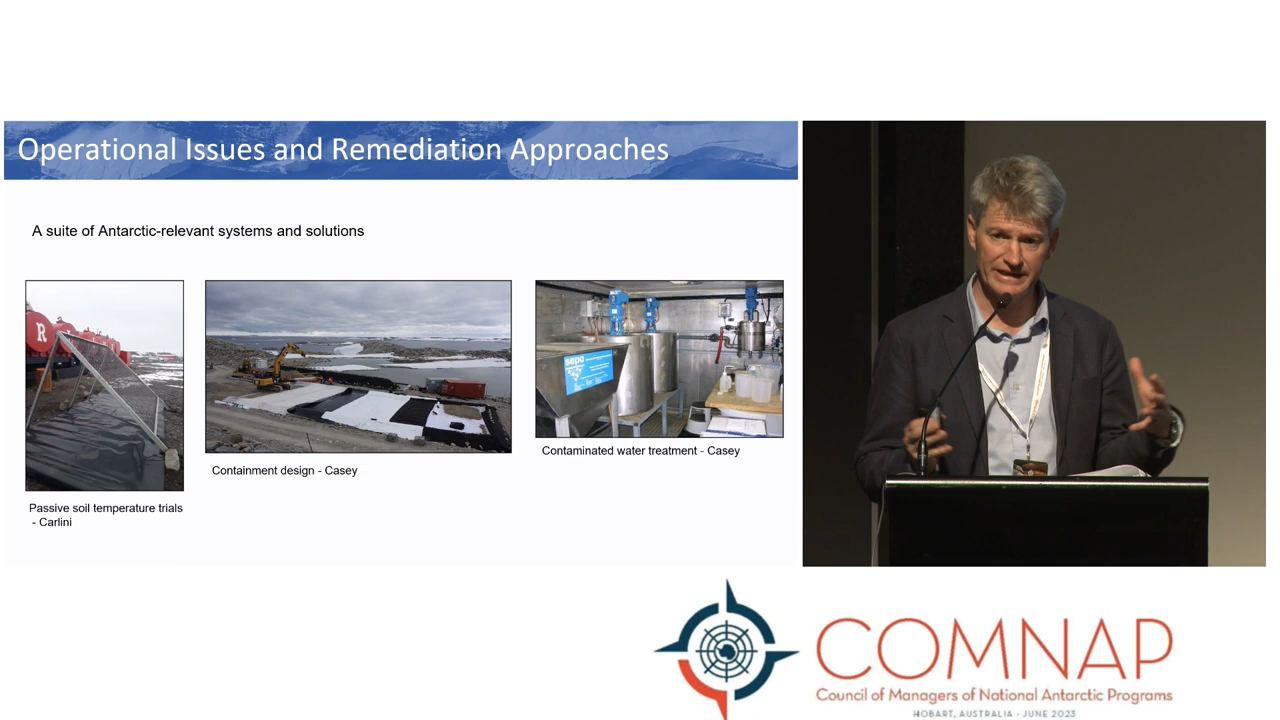 Operational Issues and Remediation Approaches
A suite of Antarctic-relevant systems and solutions
R
sepa
Contaminated water treatment - Casey
Containment design - Casey
Passive soil temperature trials
- Carlini
COMNAP
Council of Managers of National Antarctic Programs
HOBART, AUSTRALIA - JUNE 2023